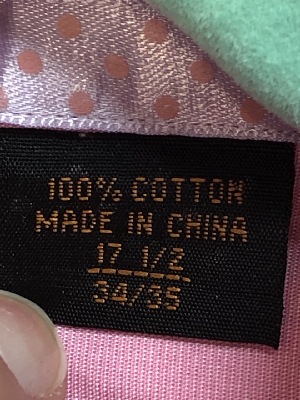 100% COTTON
MADE IN CHINA
17 1/2
34/35